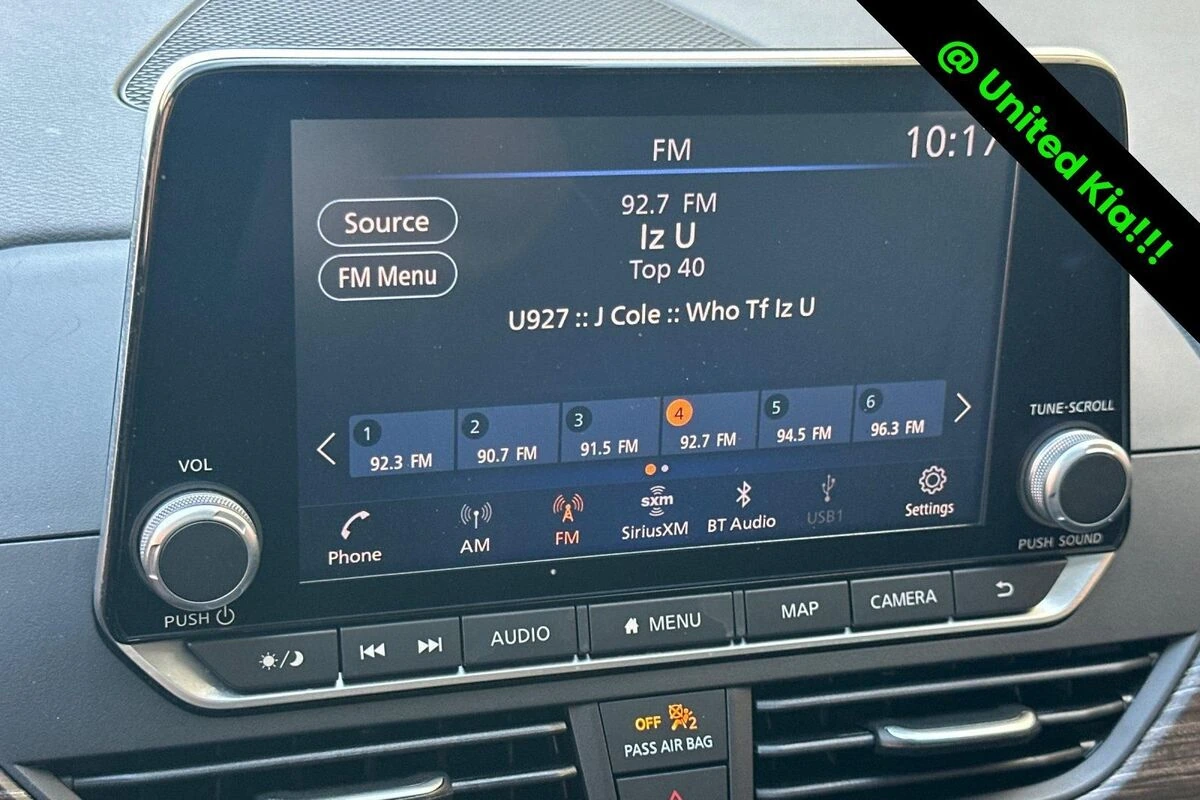 @ United Kia!!!
FM
10:17
Source
FM Menu
92.7 FM
Iz U
Top 40
U927 :: J Cole :: Who Tf Iz U
1
92.3 FM
2
90.7 FM
3
91.5 FM
4
92.7 FM
5
94.5 FM
6
96.3 FM
Phone
AM
FM
sxm
SiriusXM
BT Audio
USB1
Settings
VOL
PUSH
TUNE·SCROLL
PUSH SOUND
AUDIO
MENU
MAP
CAMERA
OFF
2
PASS AIR BAG